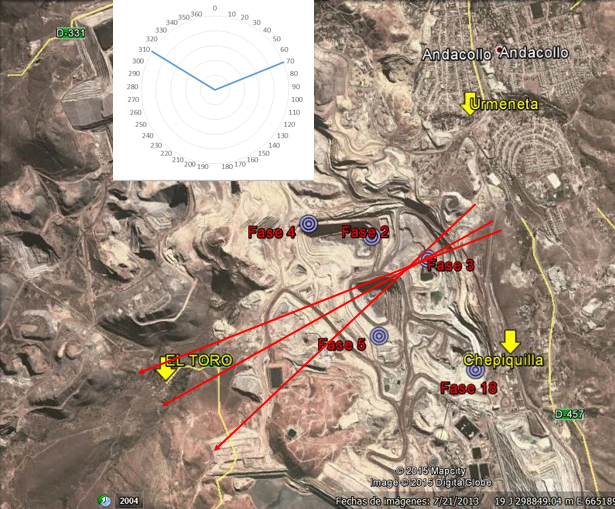 D-331
0
10
20
30
40
50
60
70
80
90
100
110
120
130
140
150
160
170
180
190
200
210
220
230
240
250
260
270
280
290
300
310
320
330
340
350
360
Andacollo Andacollo
Urmeneta
Fase 4
Fase 2
Fase 3
Fase 5
EL TORO
Chepiquilla
Fase 18
D-457
© 2015 Mapcity
Image © 2015 DigitalGlobe
2004
Fechas de imágenes: 7/21/2013 19 J 298849.04 m E 665189